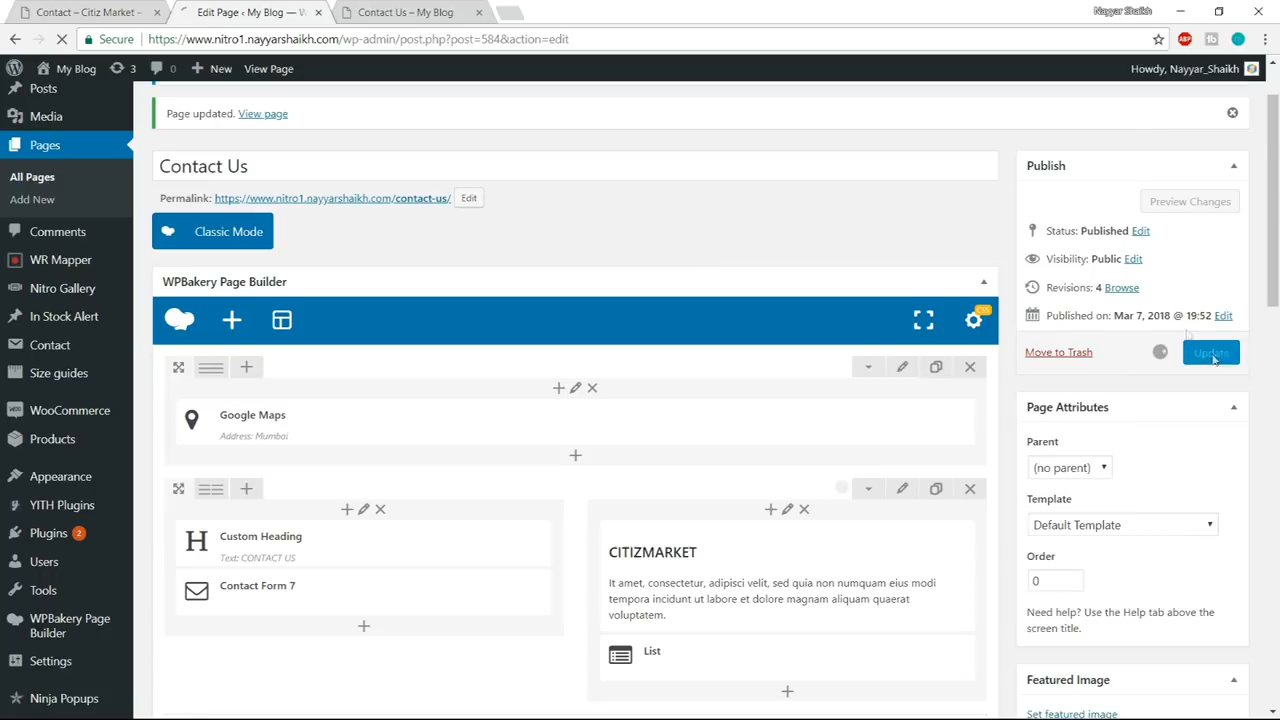 Contact – Citiz Market –
Edit Page ‹ My Blog — W
Contact Us – My Blog
Nayyar Shaikh
Secure
https://www.nitro1.nayyarshaikh.com/wp-admin/post.php?post=584&action=edit
My Blog
3
0
New
View Page
Howdy, Nayyar_Shaikh
Posts
Media
Pages
All Pages
Add New
Comments
WR Mapper
Nitro Gallery
In Stock Alert
Contact
Size guides
WooCommerce
Products
Appearance
YITH Plugins
Plugins 2
Users
Tools
WPBakery Page
Builder
Settings
Ninja Popups
Page updated. View page
Contact Us
Permalink: https://www.nitro1.nayyarshaikh.com/contact-us/ Edit
Classic Mode
WPBakery Page Builder
CSS
Google Maps
Address: Mumbai
Custom Heading
Text: CONTACT US
Contact Form 7
CITIZMARKET
It amet, consectetur, adipisci velit, sed quia non numquam eius modi
tempora incidunt ut labore et dolore magnam aliquam quaerat
voluptatem.
List
Publish
Preview Changes
Status: Published Edit
Visibility: Public Edit
Revisions: 4 Browse
Published on: Mar 7, 2018 @ 19:52 Edit
Move to Trash
Update
Page Attributes
Parent
(no parent)
Template
Default Template
Order
0
Need help? Use the Help tab above the
screen title.
Featured Image
Set featured image